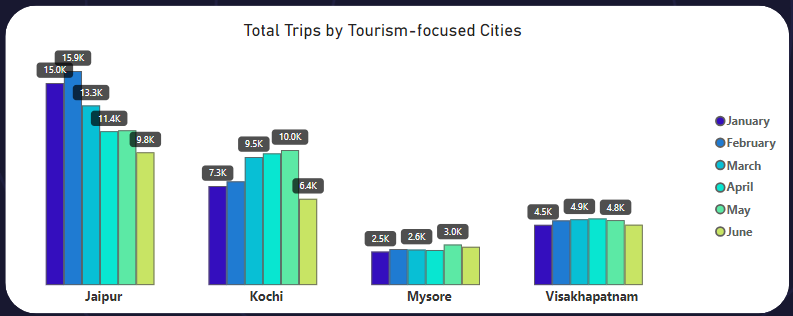 Total Trips by Tourism-focused Cities
15.0K
15.9K
13.3K
11.4K
9.8K
7.3K
9.5K
10.0K
6.4K
2.5K
2.6K
3.0K
4.5K
4.9K
4.8K
Jaipur
Kochi
Mysore
Visakhapatnam
January
February
March
April
May
June